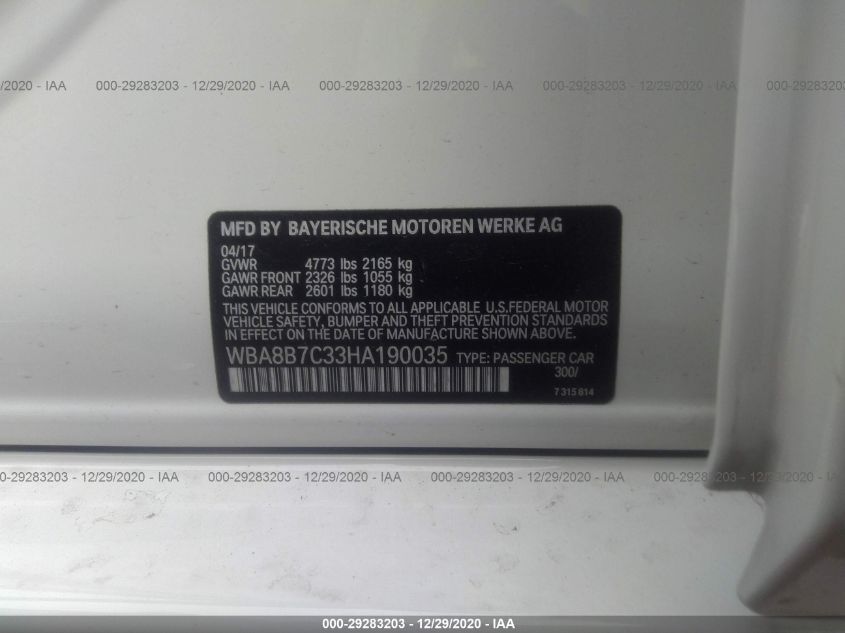 2/29/2020 - IAA 000-29283203 - 12/29/2020 - IAA 000-29283203 - 12/29/2020 - IAA 000-29283203 - 12/29/2020 - IAA 000-29283203
MFD BY BAYERISCHE MOTOREN WERKE AG
04/17
GVWR 4773 lbs 2165 kg
GAWR FRONT 2326 lbs 1055 kg
GAWR REAR 2601 lbs 1180 kg
THIS VEHICLE CONFORMS TO ALL APPLICABLE U.S.FEDERAL MOTOR
VEHICLE SAFETY, BUMPER AND THEFT PREVENTION STANDARDS
IN EFFECT ON THE DATE OF MANUFACTURE SHOWN ABOVE.
WBA8B7C33HA190035 TYPE: PASSENGER CAR
300/
7 315 614
-29283203 - 12/29/2020 - IAA 000-29283203 - 12/29/2020 - IAA 000-29283203 - 12/29/2020 - IAA 000-29283203 - 12/29/2020 - IAA
000-29283203 - 12/29/2020 - IAA